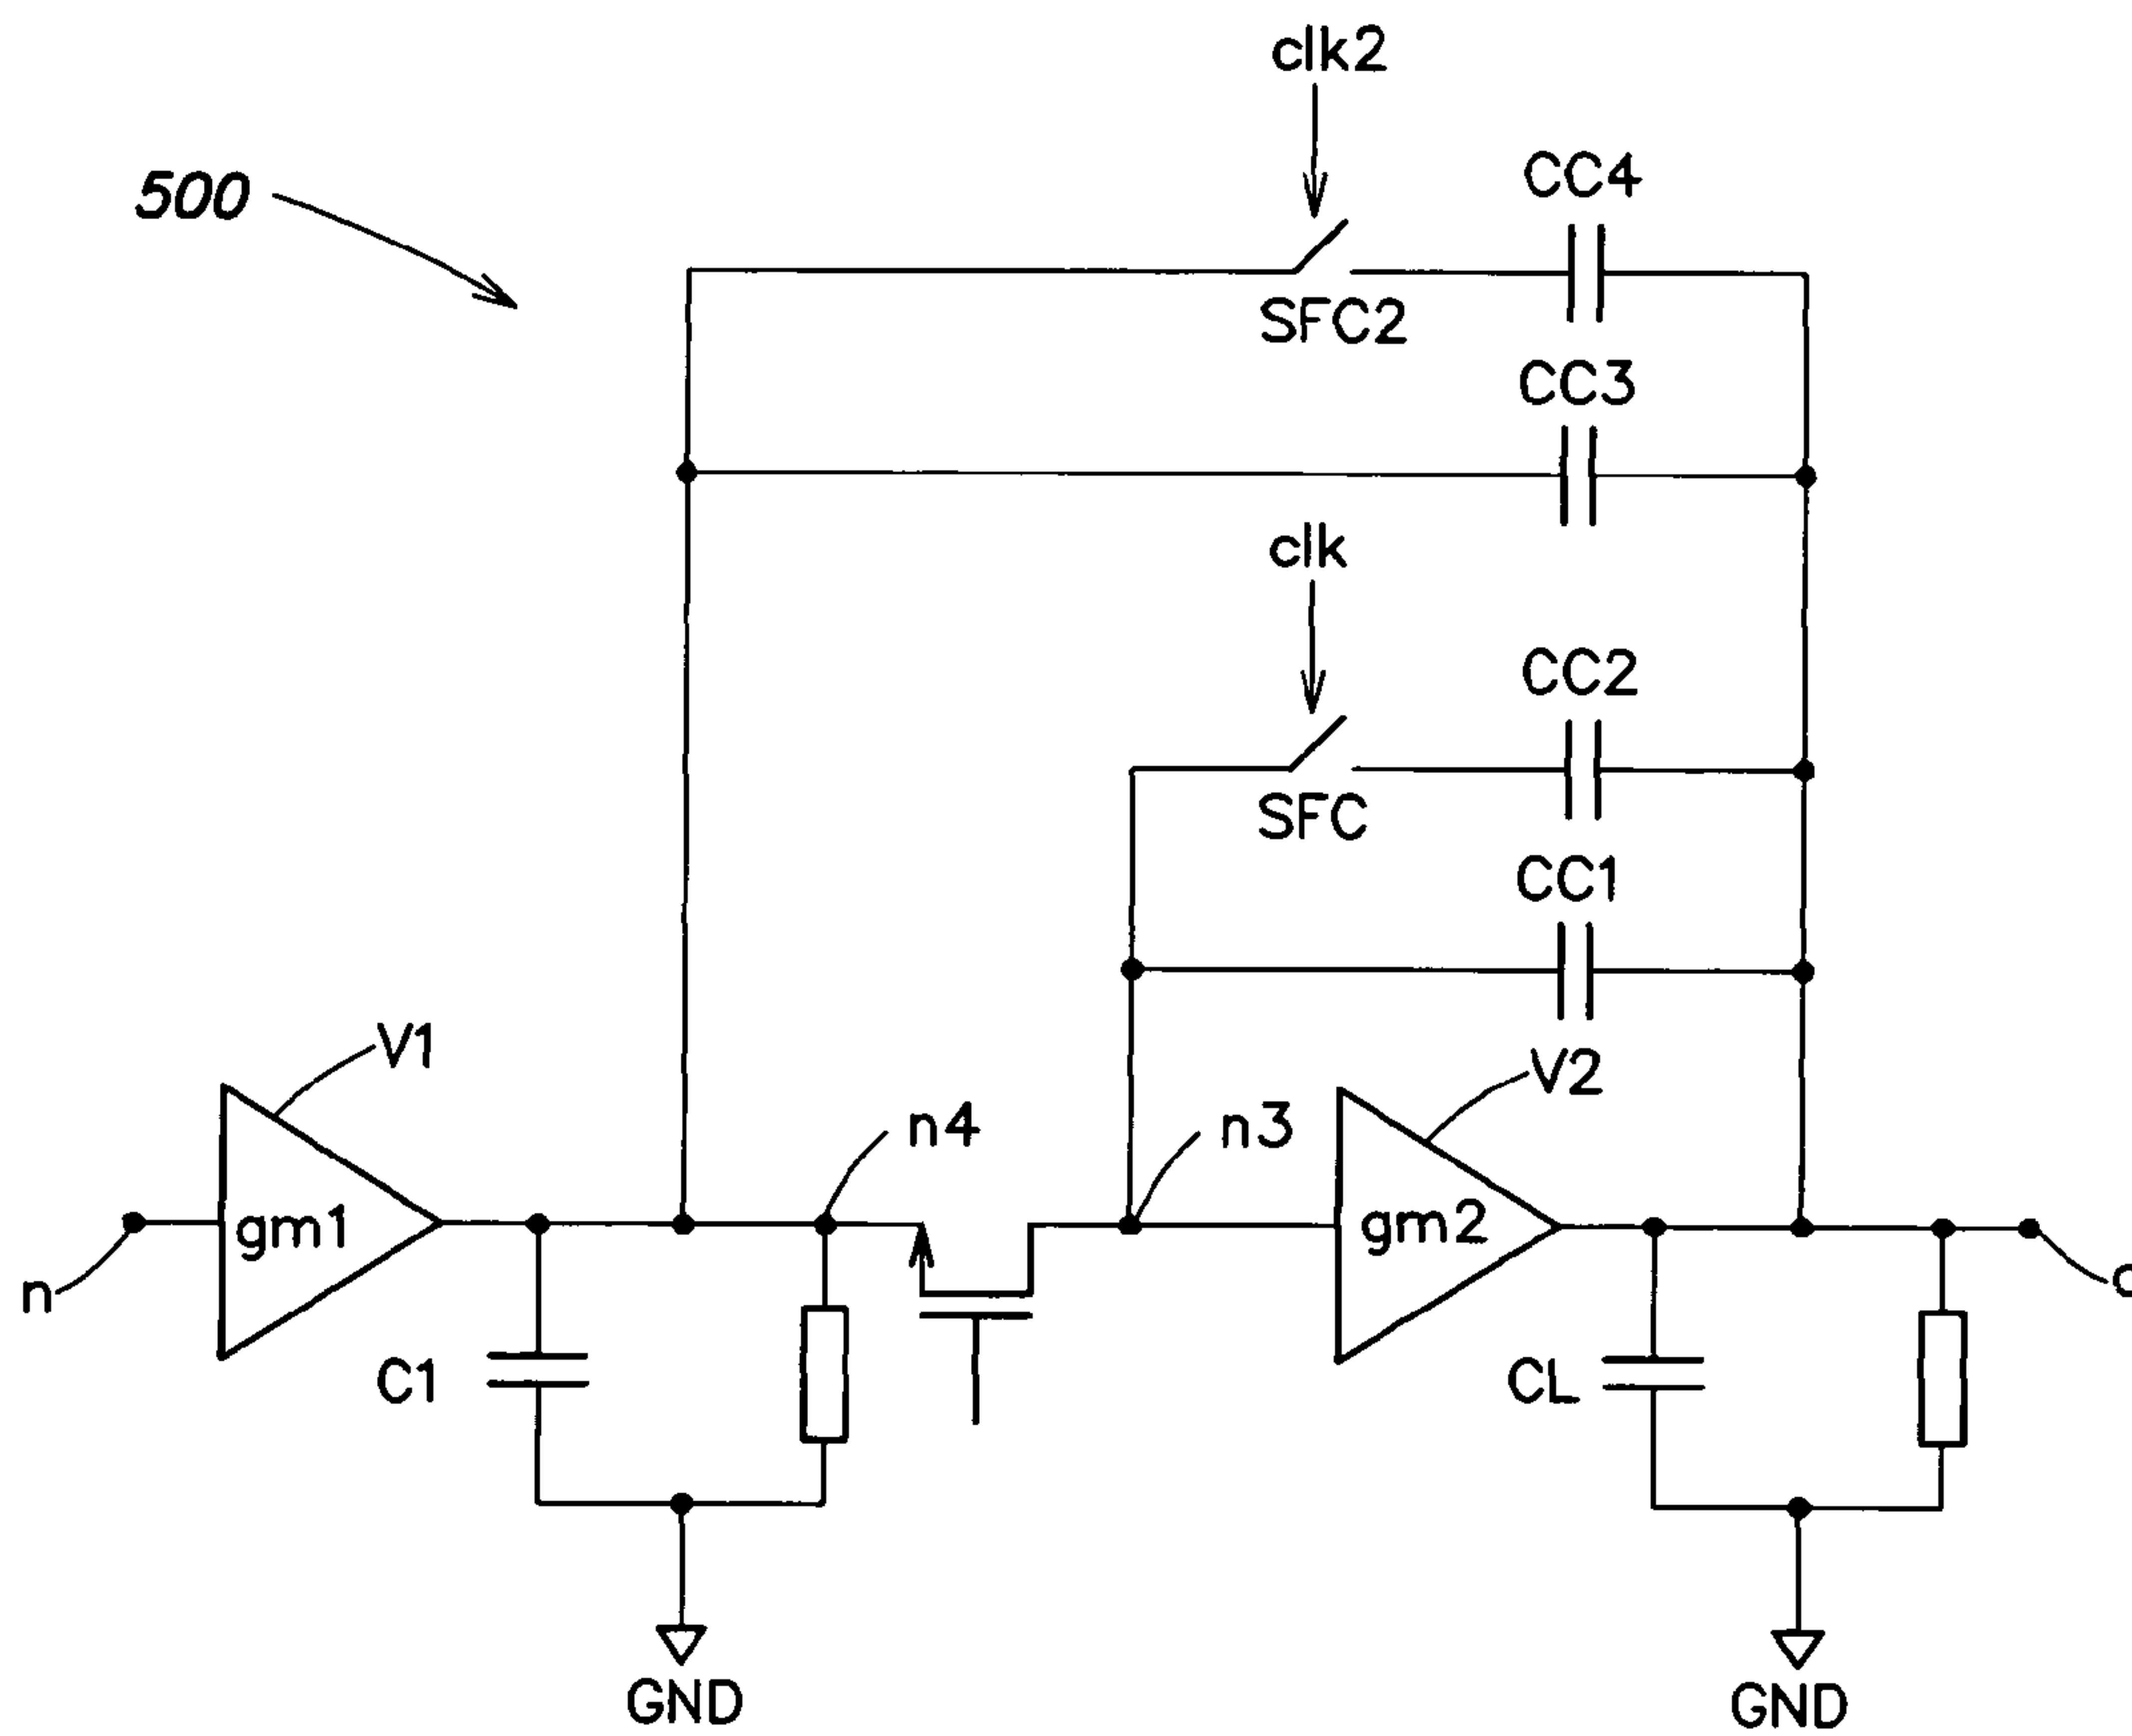 clk2
500
CC4
SFC2
CC3
clk
CC2
SFC
CC1
V1
V2
n4
n3
gm1
gm2
n
C1
CL
GND
GND